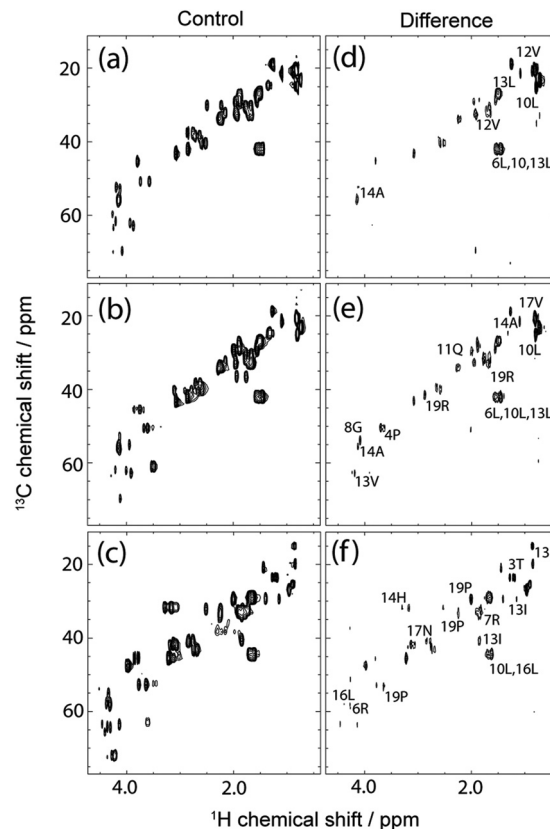 Control
Difference
(a)
(d)
12V
13L
10L
12V
6L,10,13L
14A
20
40
60
(b)
(e)
17V
14A
10L
11Q
19R
19R
6L,10L,13L
8G
4P
14A
13V
20
40
60
(c)
(f)
13I
3T
19P
14H
13I
7R
19P
17N
13I
10L,16L
16L
19P
6R
20
40
60
4.0
2.0
4.0
2.0
¹³C chemical shift / ppm
¹H chemical shift / ppm